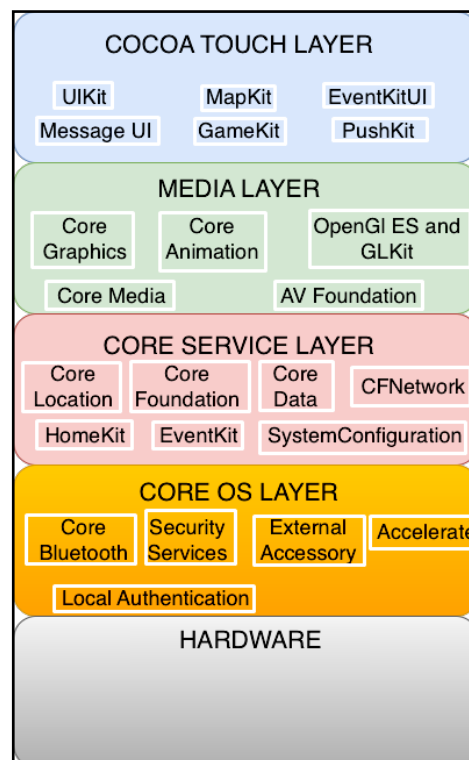 COCOA TOUCH LAYER
UIKit MapKit EventKitUI
Message UI GameKit PushKit
MEDIA LAYER
Core Graphics
Core Animation
OpenGl ES and GLKit
Core Media AV Foundation
CORE SERVICE LAYER
Core Location
Core Foundation
Core Data
CFNetwork
HomeKit EventKit SystemConfiguration
CORE OS LAYER
Core Bluetooth
Security Services
External Accessory
Accelerate
Local Authentication
HARDWARE